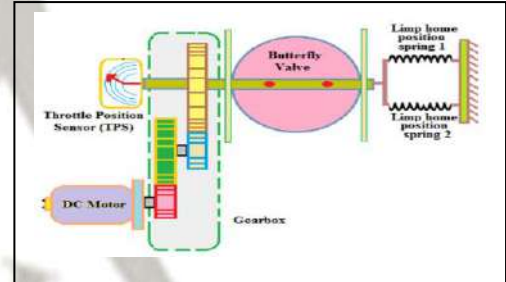 Butterfly
Valve
Limp home
position
spring 1
Throttle Position
Sensor (TPS)
Limp home
position
spring 2
DC Motor
Gearbox